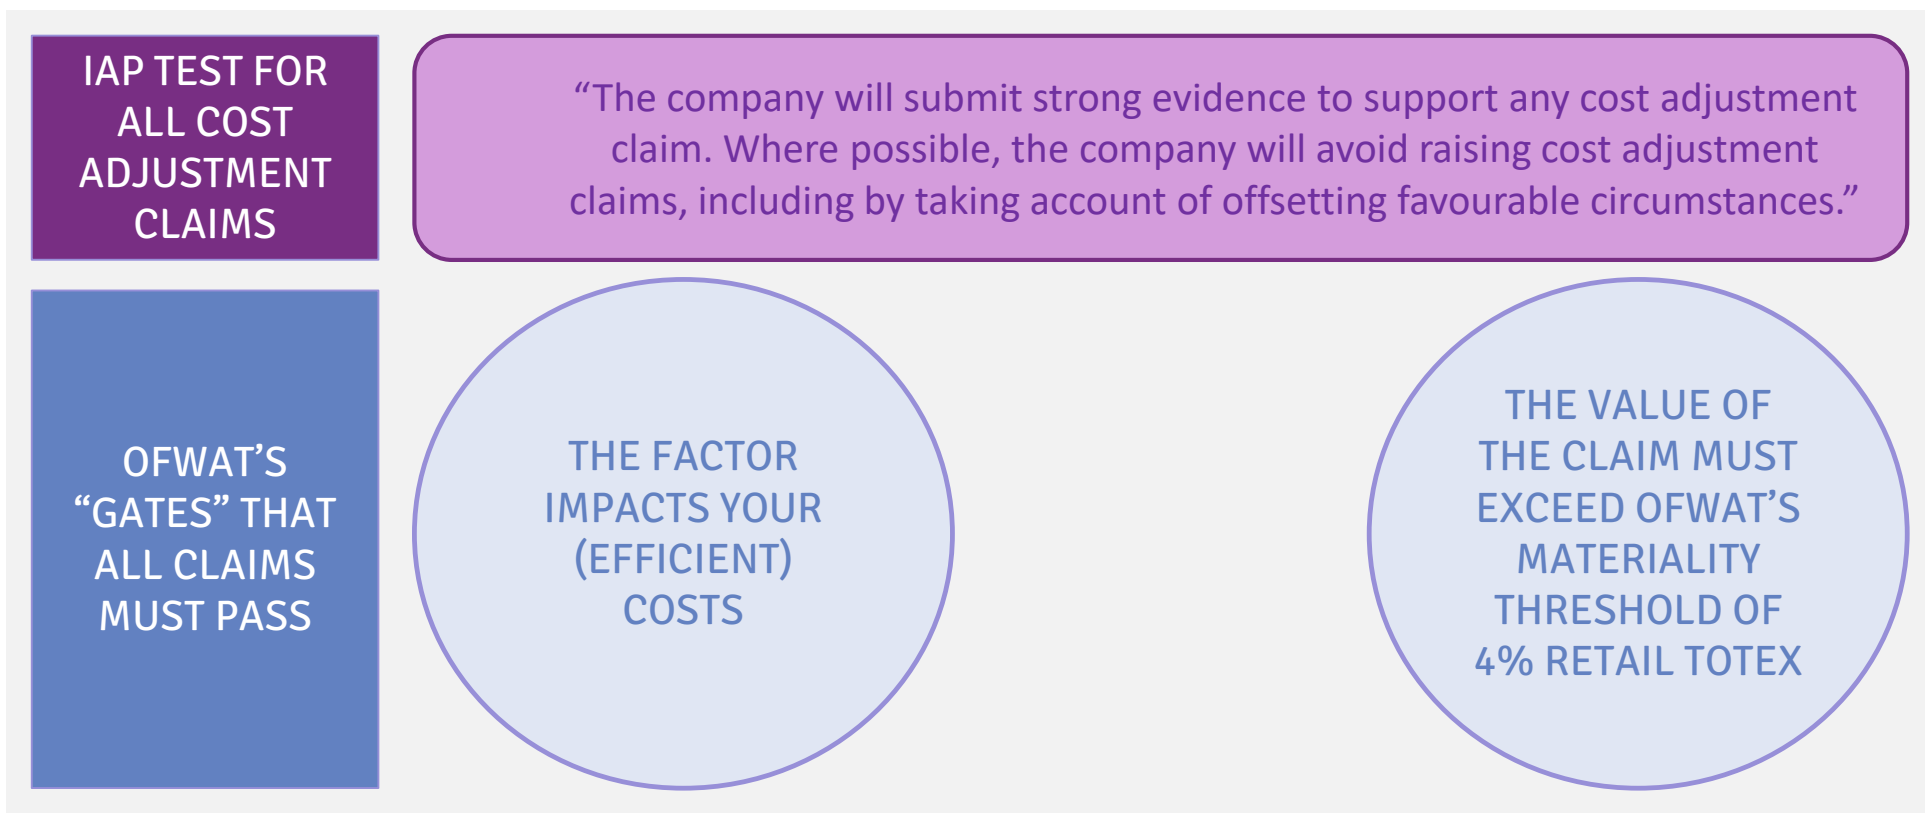 IAP TEST FOR
ALL COST
ADJUSTMENT
CLAIMS
“The company will submit strong evidence to support any cost adjustment
claim. Where possible, the company will avoid raising cost adjustment
claims, including by taking account of offsetting favourable circumstances.”
OFWAT’S
“GATES” THAT
ALL CLAIMS
MUST PASS
THE FACTOR
IMPACTS YOUR
(EFFICIENT)
COSTS
THE VALUE OF
THE CLAIM MUST
EXCEED OFWAT’S
MATERIALITY
THRESHOLD OF
4% RETAIL TOTEX